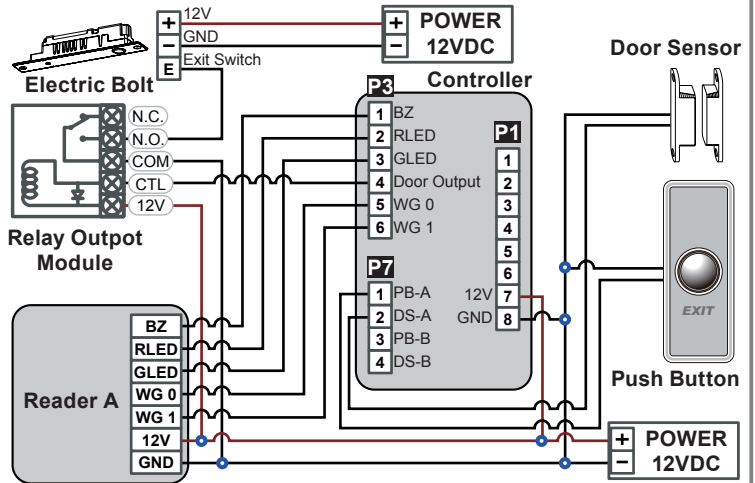 + 12V
- GND
E Exit Switch
Electric Bolt
+ POWER
- 12VDC
Door Sensor
N.C.
N.O.
COM
CTL
12V
Relay Outpot
Module
P3 Controller
1 BZ
2 RLED
3 GLED
4 Door Output
5 WG 0
6 WG 1
P1
1
2
3
4
5
6
12V 7
GND 8
P7
1 PB-A
2 DS-A
3 PB-B
4 DS-B
EXIT
Push Button
Reader A
BZ
RLED
GLED
WG 0
WG 1
12V
GND
+ POWER
- 12VDC